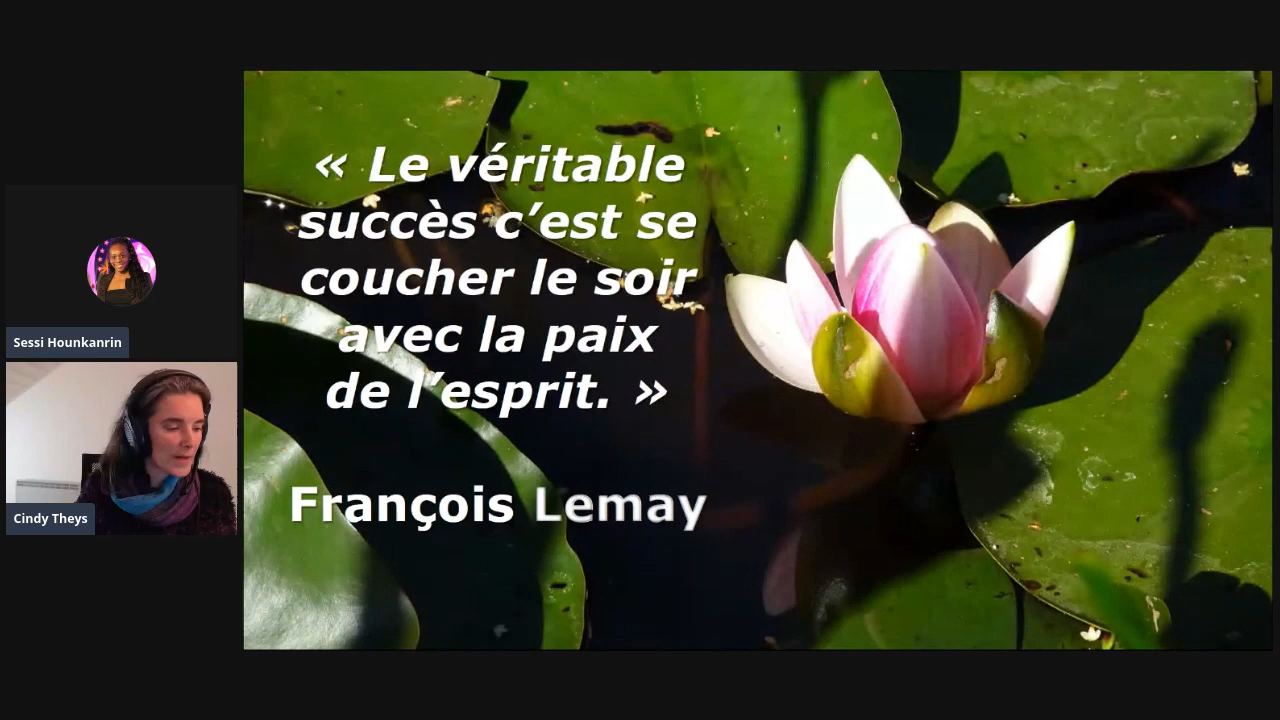 « Le véritable
succès c’est se
coucher le soir
avec la paix
de l’esprit. »
François Lemay
Sessi Hounkanrin
Cindy Theys